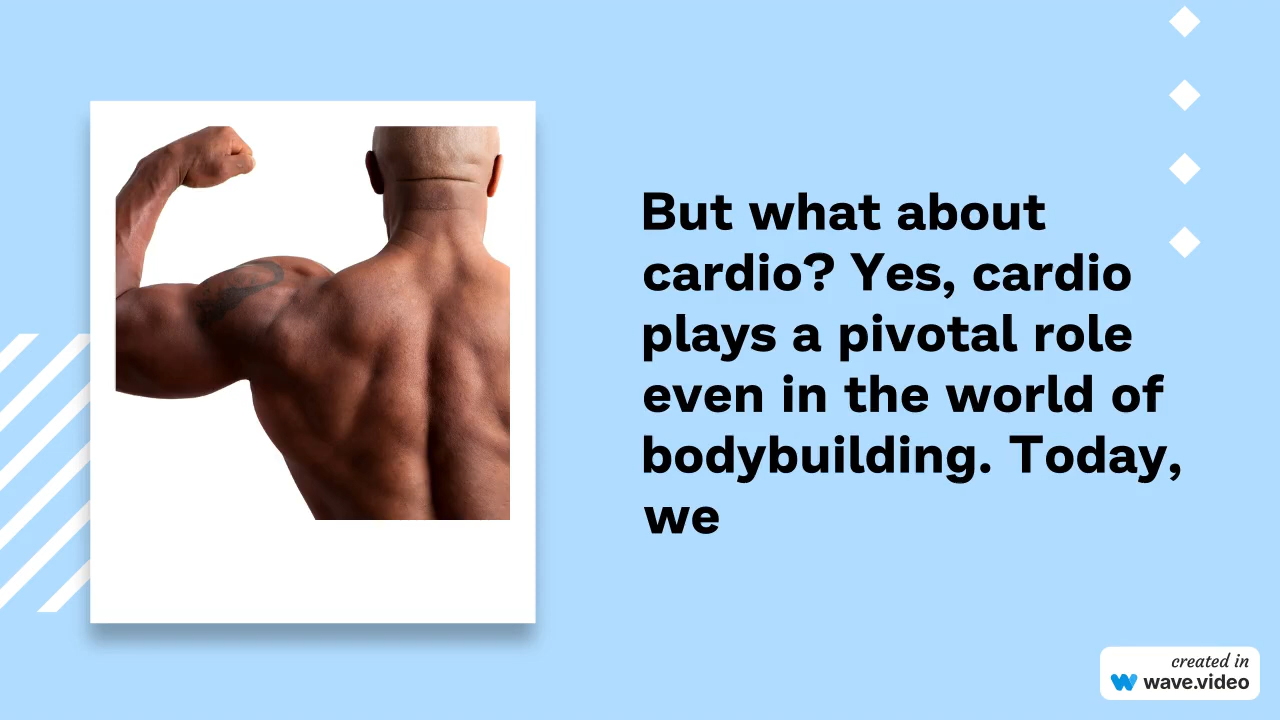 But what about
cardio? Yes, cardio
plays a pivotal role
even in the world of
bodybuilding. Today,
we
created in
wave.video